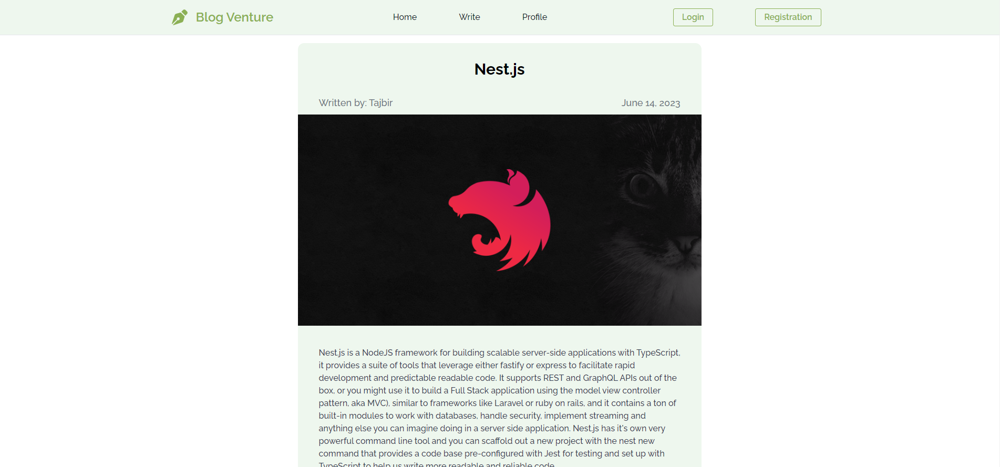 Blog Venture
Home
Write
Profile
Login
Registration
Nest.js
Written by: Tajbir
June 14, 2023
Nest.js is a NodeJS framework for building scalable server-side applications with TypeScript,
it provides a suite of tools that leverage either fastify or express to facilitate rapid
development and predictable readable code. It supports REST and GraphQL APIs out of the
box, or you might use it to build a Full Stack application using the model view controller
pattern, aka MVC), similar to frameworks like Laravel or ruby on rails, and it contains a ton of
built-in modules to work with databases, handle security, implement streaming and
anything else you can imagine doing in a server side application. Nest.js has it's own very
powerful command line tool and you can scaffold out a new project with the nest new
command that provides a code base pre-configured with Jest for testing and set up with
TypeScript to help us write more readable and reliable code.